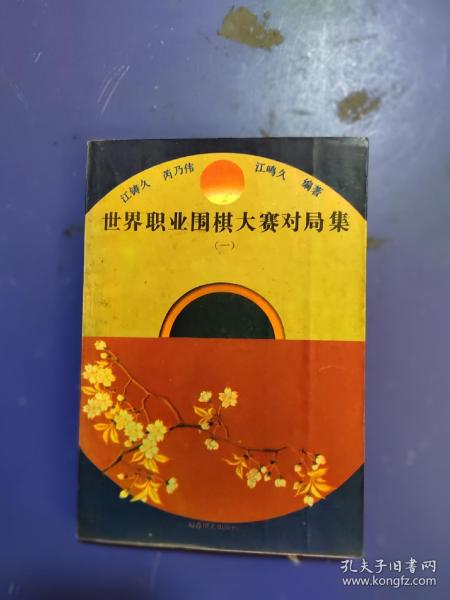 江铸久 芮乃伟 江鸣久 编著
世界职业围棋大赛对局集
(一)
孔夫子旧书网
www.kongfz.com